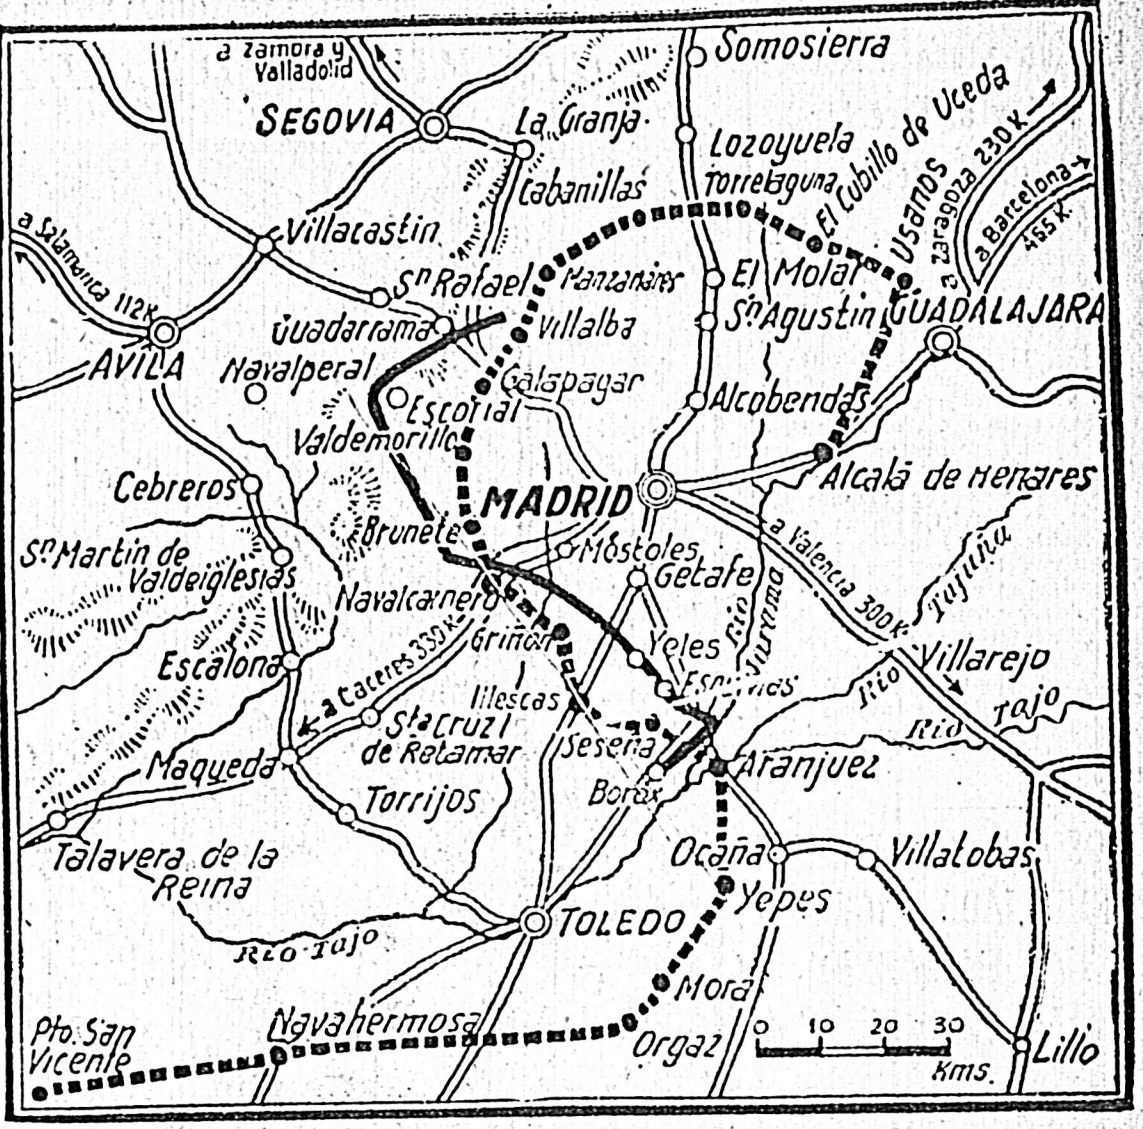 a Zamora y
Valladolid
Somosierra
SEGOVIA
La Granja
Lozoyuela
El Cubillo de Uceda
Cabanillas
Torrelaguna
Usanos
a Zaragoza 230 K
a Barcelona
465 K.
a Salamanca 112K
Villacastin
Sn Rafael
Manzanares
El Molar
Guadarrama
Villalba
Sn Agustin
GUADALAJARA
AVILA
Navalperal
Galapagar
Escorial
Alcobendas
Valdemorillo
Cebreros
MADRID
Alcalá de Henares
Brunete
Móstoles
a Valencia 300K
Sn Martin de
Valdeiglesias
Getafe
Navalcarnero
Rio Jarama
Tajuña
Griñon
Escalona
a Caceres 330 K
Yeles
Villarejo
Illescas
Rio
Rio Tajo
Sta Cruz
de Retamar
Seseña
Maqueda
Borox
Aranjuez
Torrijos
Talavera de la
Reina
Ocaña
Villatobas
Yepes
TOLEDO
Rio Tajo
Mora
Pto. San
Vicente
Navahermosa
Orgaz
0 10 20 30
Kms.
Lillo